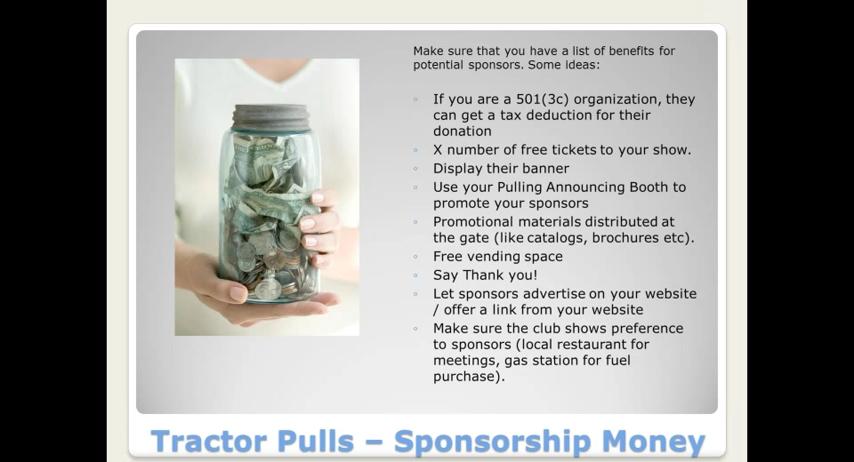 Make sure that you have a list of benefits for
potential sponsors. Some ideas:
If you are a 501(3c) organization, they
can get a tax deduction for their
donation
X number of free tickets to your show.
Display their banner
Use your Pulling Announcing Booth to
promote your sponsors
Promotional materials distributed at
the gate (like catalogs, brochures etc).
Free vending space
Say Thank you!
Let sponsors advertise on your website
/ offer a link from your website
Make sure the club shows preference
to sponsors (local restaurant for
meetings, gas station for fuel
purchase).
Tractor Pulls – Sponsorship Money